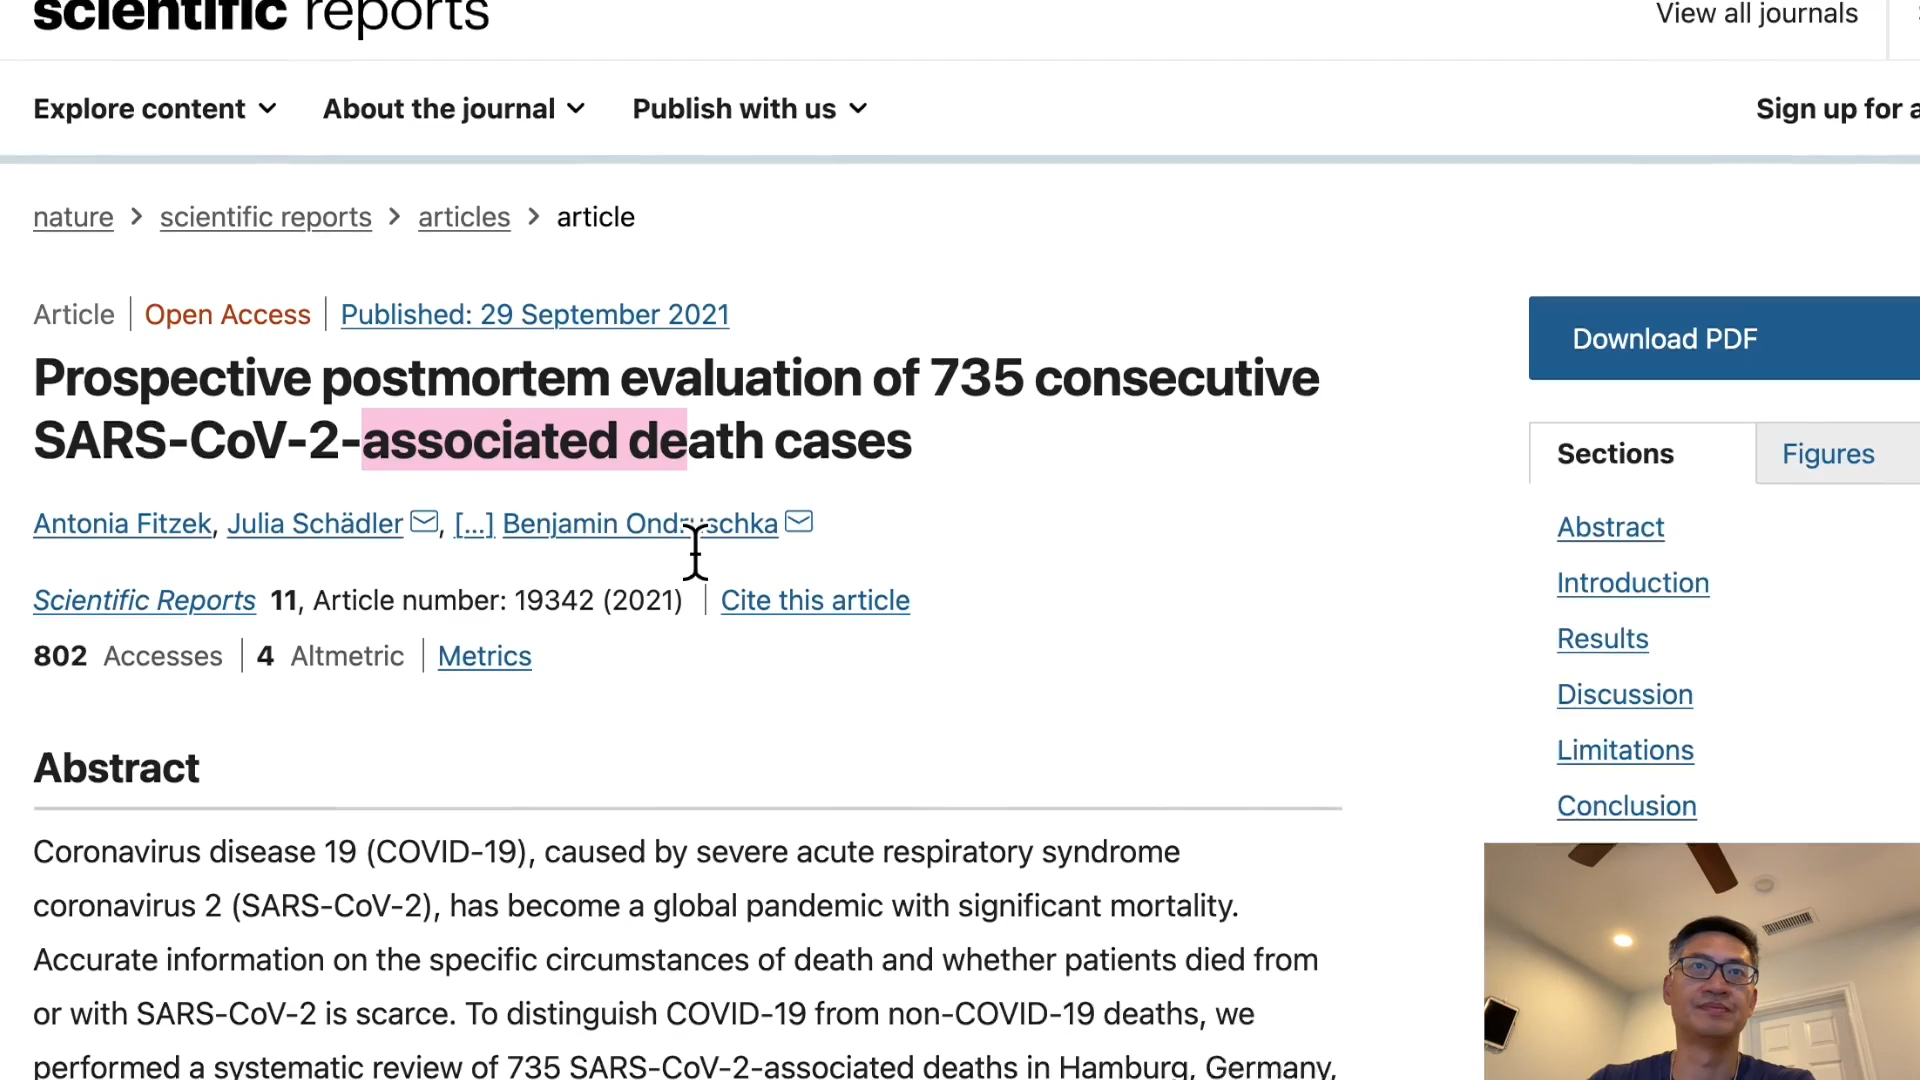 scientific reports
View all journals
Explore content About the journal Publish with us
Sign up for a
nature > scientific reports > articles > article
Article | Open Access | Published: 29 September 2021
Prospective postmortem evaluation of 735 consecutive
SARS-CoV-2-associated death cases
Antonia Fitzek, Julia Schädler, [...] Benjamin Ondruschka
Scientific Reports 11, Article number: 19342 (2021) | Cite this article
802 Accesses | 4 Altmetric | Metrics
Abstract
Coronavirus disease 19 (COVID-19), caused by severe acute respiratory syndrome
coronavirus 2 (SARS-CoV-2), has become a global pandemic with significant mortality.
Accurate information on the specific circumstances of death and whether patients died from
or with SARS-CoV-2 is scarce. To distinguish COVID-19 from non-COVID-19 deaths, we
performed a systematic review of 735 SARS-CoV-2-associated deaths in Hamburg, Germany,
Download PDF
Sections Figures
Abstract
Introduction
Results
Discussion
Limitations
Conclusion